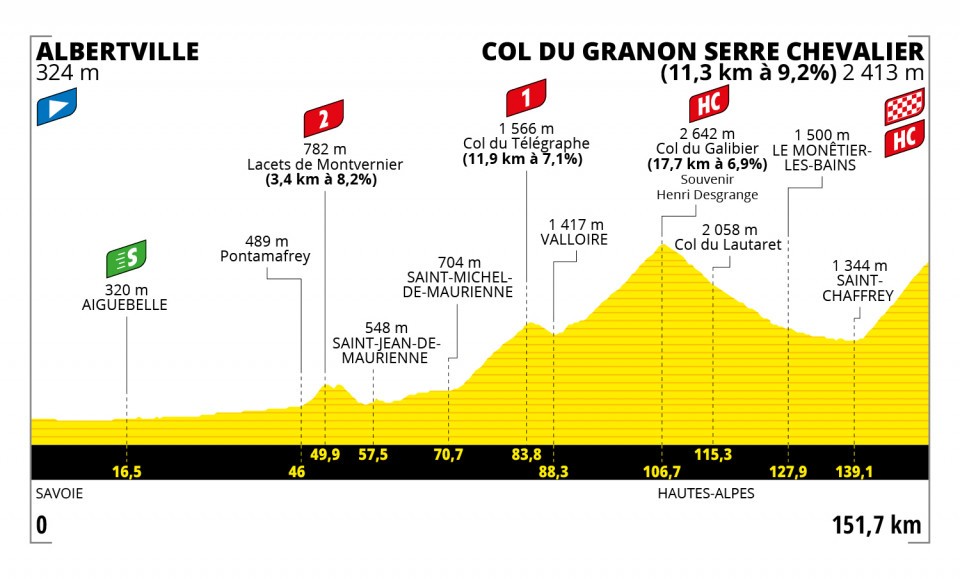 ALBERTVILLE
324 m
COL DU GRANON SERRE CHEVALIER
(11,3 km à 9,2%) 2 413 m
S
320 m
AIGUEBELLE
489 m
Pontamafrey
2
782 m
Lacets de Montvernier
(3,4 km à 8,2%)
548 m
SAINT-JEAN-DE-
MAURIENNE
704 m
SAINT-MICHEL-
DE-MAURIENNE
1
1 566 m
Col du Télégraphe
(11,9 km à 7,1%)
1 417 m
VALLOIRE
HC
2 642 m
Col du Galibier
(17,7 km à 6,9%)
Souvenir
Henri Desgrange
2 058 m
Col du Lautaret
1 500 m
LE MONÊTIER-
LES-BAINS
1 344 m
SAINT-
CHAFFREY
HC
16,5
46
49,9
57,5
70,7
83,8
88,3
106,7
115,3
127,9
139,1
SAVOIE
HAUTES-ALPES
0
151,7 km